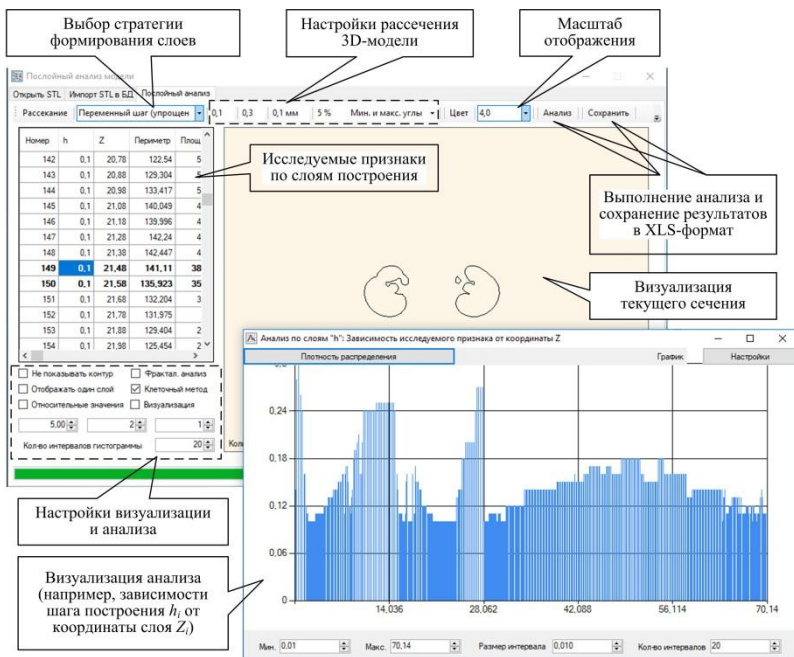 Выбор стратегии
формирования слоев
Настройки рассечения
3D-модели
Масштаб
отображения
Послойный анализ модели
Открыть STL Импорт STL в БД Послойный анализ
Рассекание Переменный шаг (упрощен 0,1 0,3 0,1 мм 5 % Мин. и макс. углы Цвет 4,0 Анализ Сохранить
Номер h Z Периметр Площ
142 0,1 20,78 122,54 5
143 0,1 20,88 129,304 5
144 0,1 20,98 133,417 5
145 0,1 21,08 140,049 4
146 0,1 21,18 139,996 4
147 0,1 21,28 142,24 4
148 0,1 21,38 142,447 4
149 0,1 21,48 141,11 38
150 0,1 21,58 135,923 35
151 0,1 21,68 132,204 3
152 0,1 21,78 131,975
153 0,1 21,88 129,404 2
154 0,1 21,98 125,454 2
Исследуемые признаки
по слоям построения
Выполнение анализа и
сохранение результатов
в XLS-формат
Визуализация
текущего сечения
Не показывать контур Фрактал. анализ
Отображать один слой Клеточный метод
Относительные значения Визуализация
5,00 2 1
Кол-во интервалов гистограммы 20
Анализ по слоям "h": Зависимость исследуемого признака от координаты Z
Плотность распределения График Настройки
0,24
0,18
0,12
0,06
0
14,036 28,062 42,088 56,114 70,14
Мин. 0,01 Макс. 70,14 Размер интервала 0,010 Кол-во интервалов 20
Настройки визуализации
и анализа
Визуализация анализа
(например, зависимости
шага построения hᵢ от
координаты слоя Zᵢ)